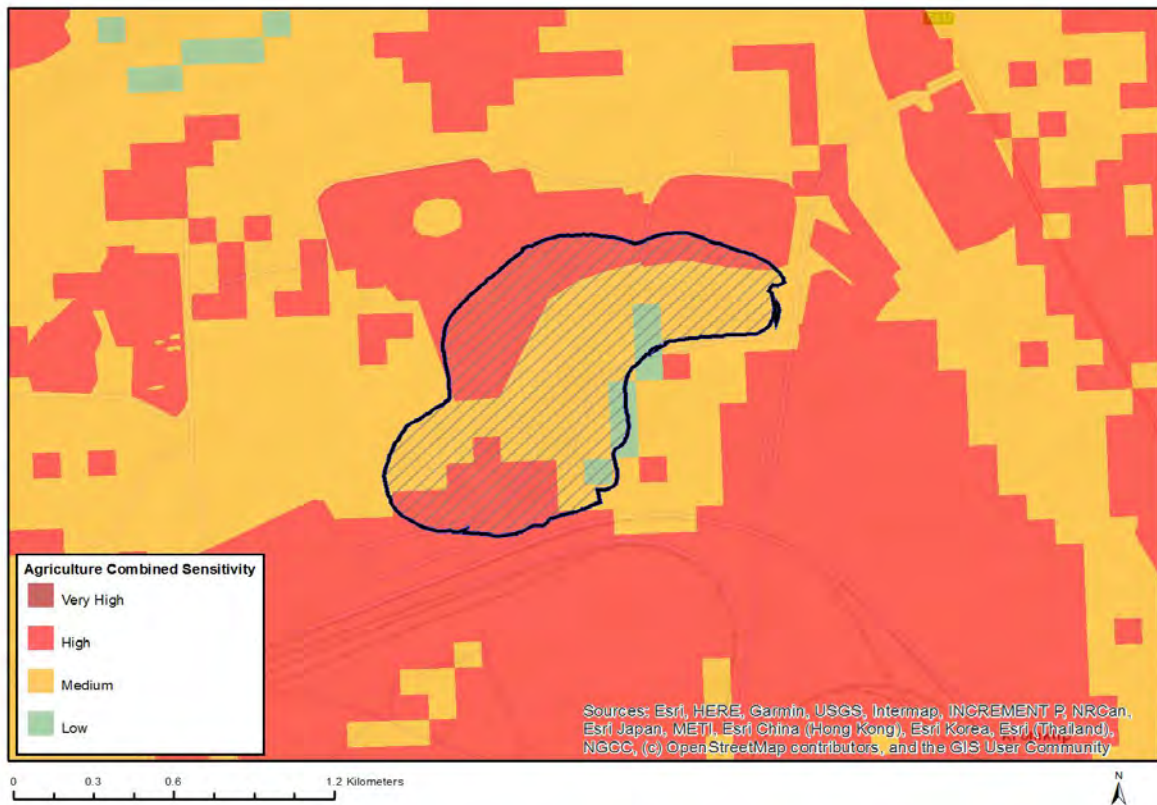 R510
Agriculture Combined Sensitivity
Very High
High
Medium
Low
Sources: Esri, HERE, Garmin, USGS, Intermap, INCREMENT P, NRCan,
Esri Japan, METI, Esri China (Hong Kong), Esri Korea, Esri (Thailand),
NGCC, (c) OpenStreetMap contributors, and the GIS User Community
0 0.3 0.6 1.2 Kilometers
N